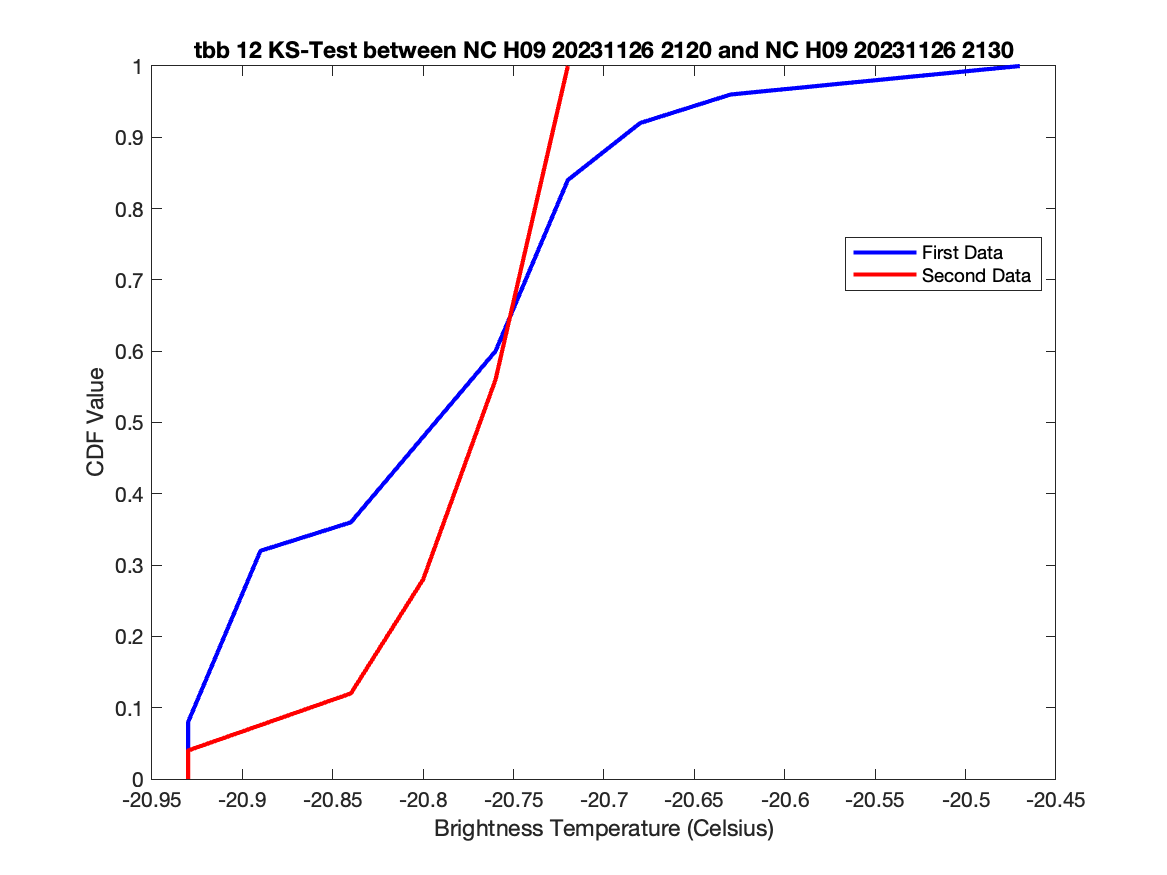 tbb 12 KS-Test between NC H09 20231126 2120 and NC H09 20231126 2130
1
0.9
0.8
0.7
0.6
0.5
0.4
0.3
0.2
0.1
0
CDF Value
First Data
Second Data
-20.95 -20.9 -20.85 -20.8 -20.75 -20.7 -20.65 -20.6 -20.55 -20.5 -20.45
Brightness Temperature (Celsius)